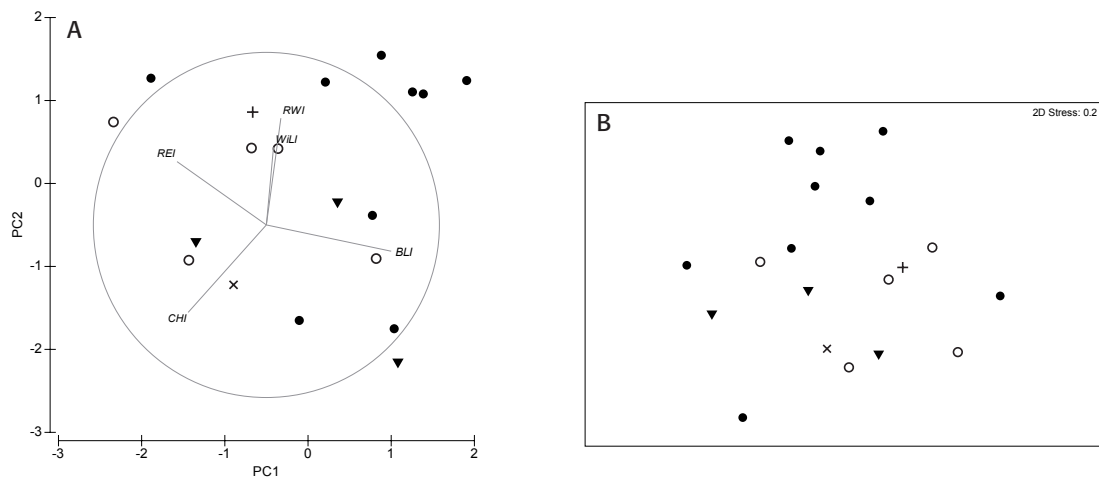 A
2
1
0
-1
-2
-3
PC2
RWI
WiLI
REI
BLI
CHI
-3 -2 -1 0 1 2
PC1
B
2D Stress: 0.2